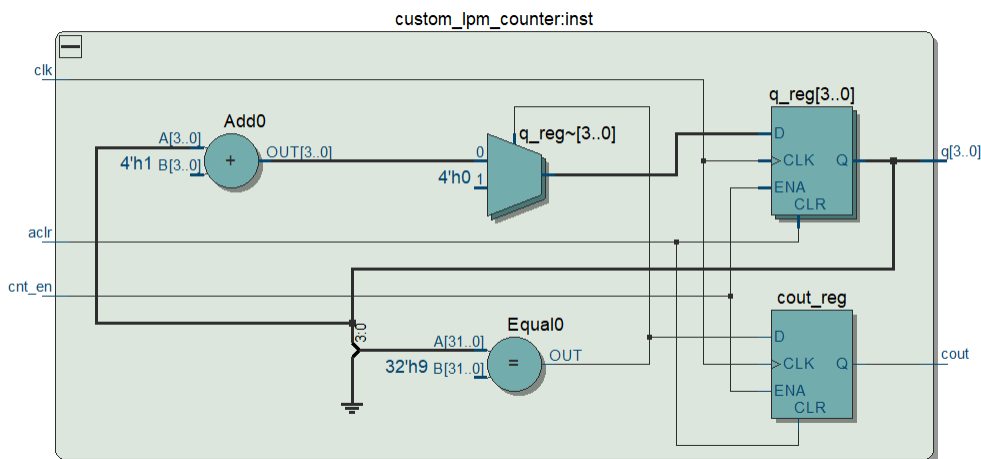 custom_lpm_counter:inst
clk
q_reg[3..0]
Add0
q_reg~[3..0]
A[3..0]
+
OUT[3..0]
0
D
4'h1 B[3..0]
4'h0 1
CLK Q
q[3..0]
ENA
CLR
aclr
cnt_en
cout_reg
3:0
Equal0
A[31..0]
D
=
OUT
32'h9 B[31..0]
CLK Q
cout
ENA
CLR